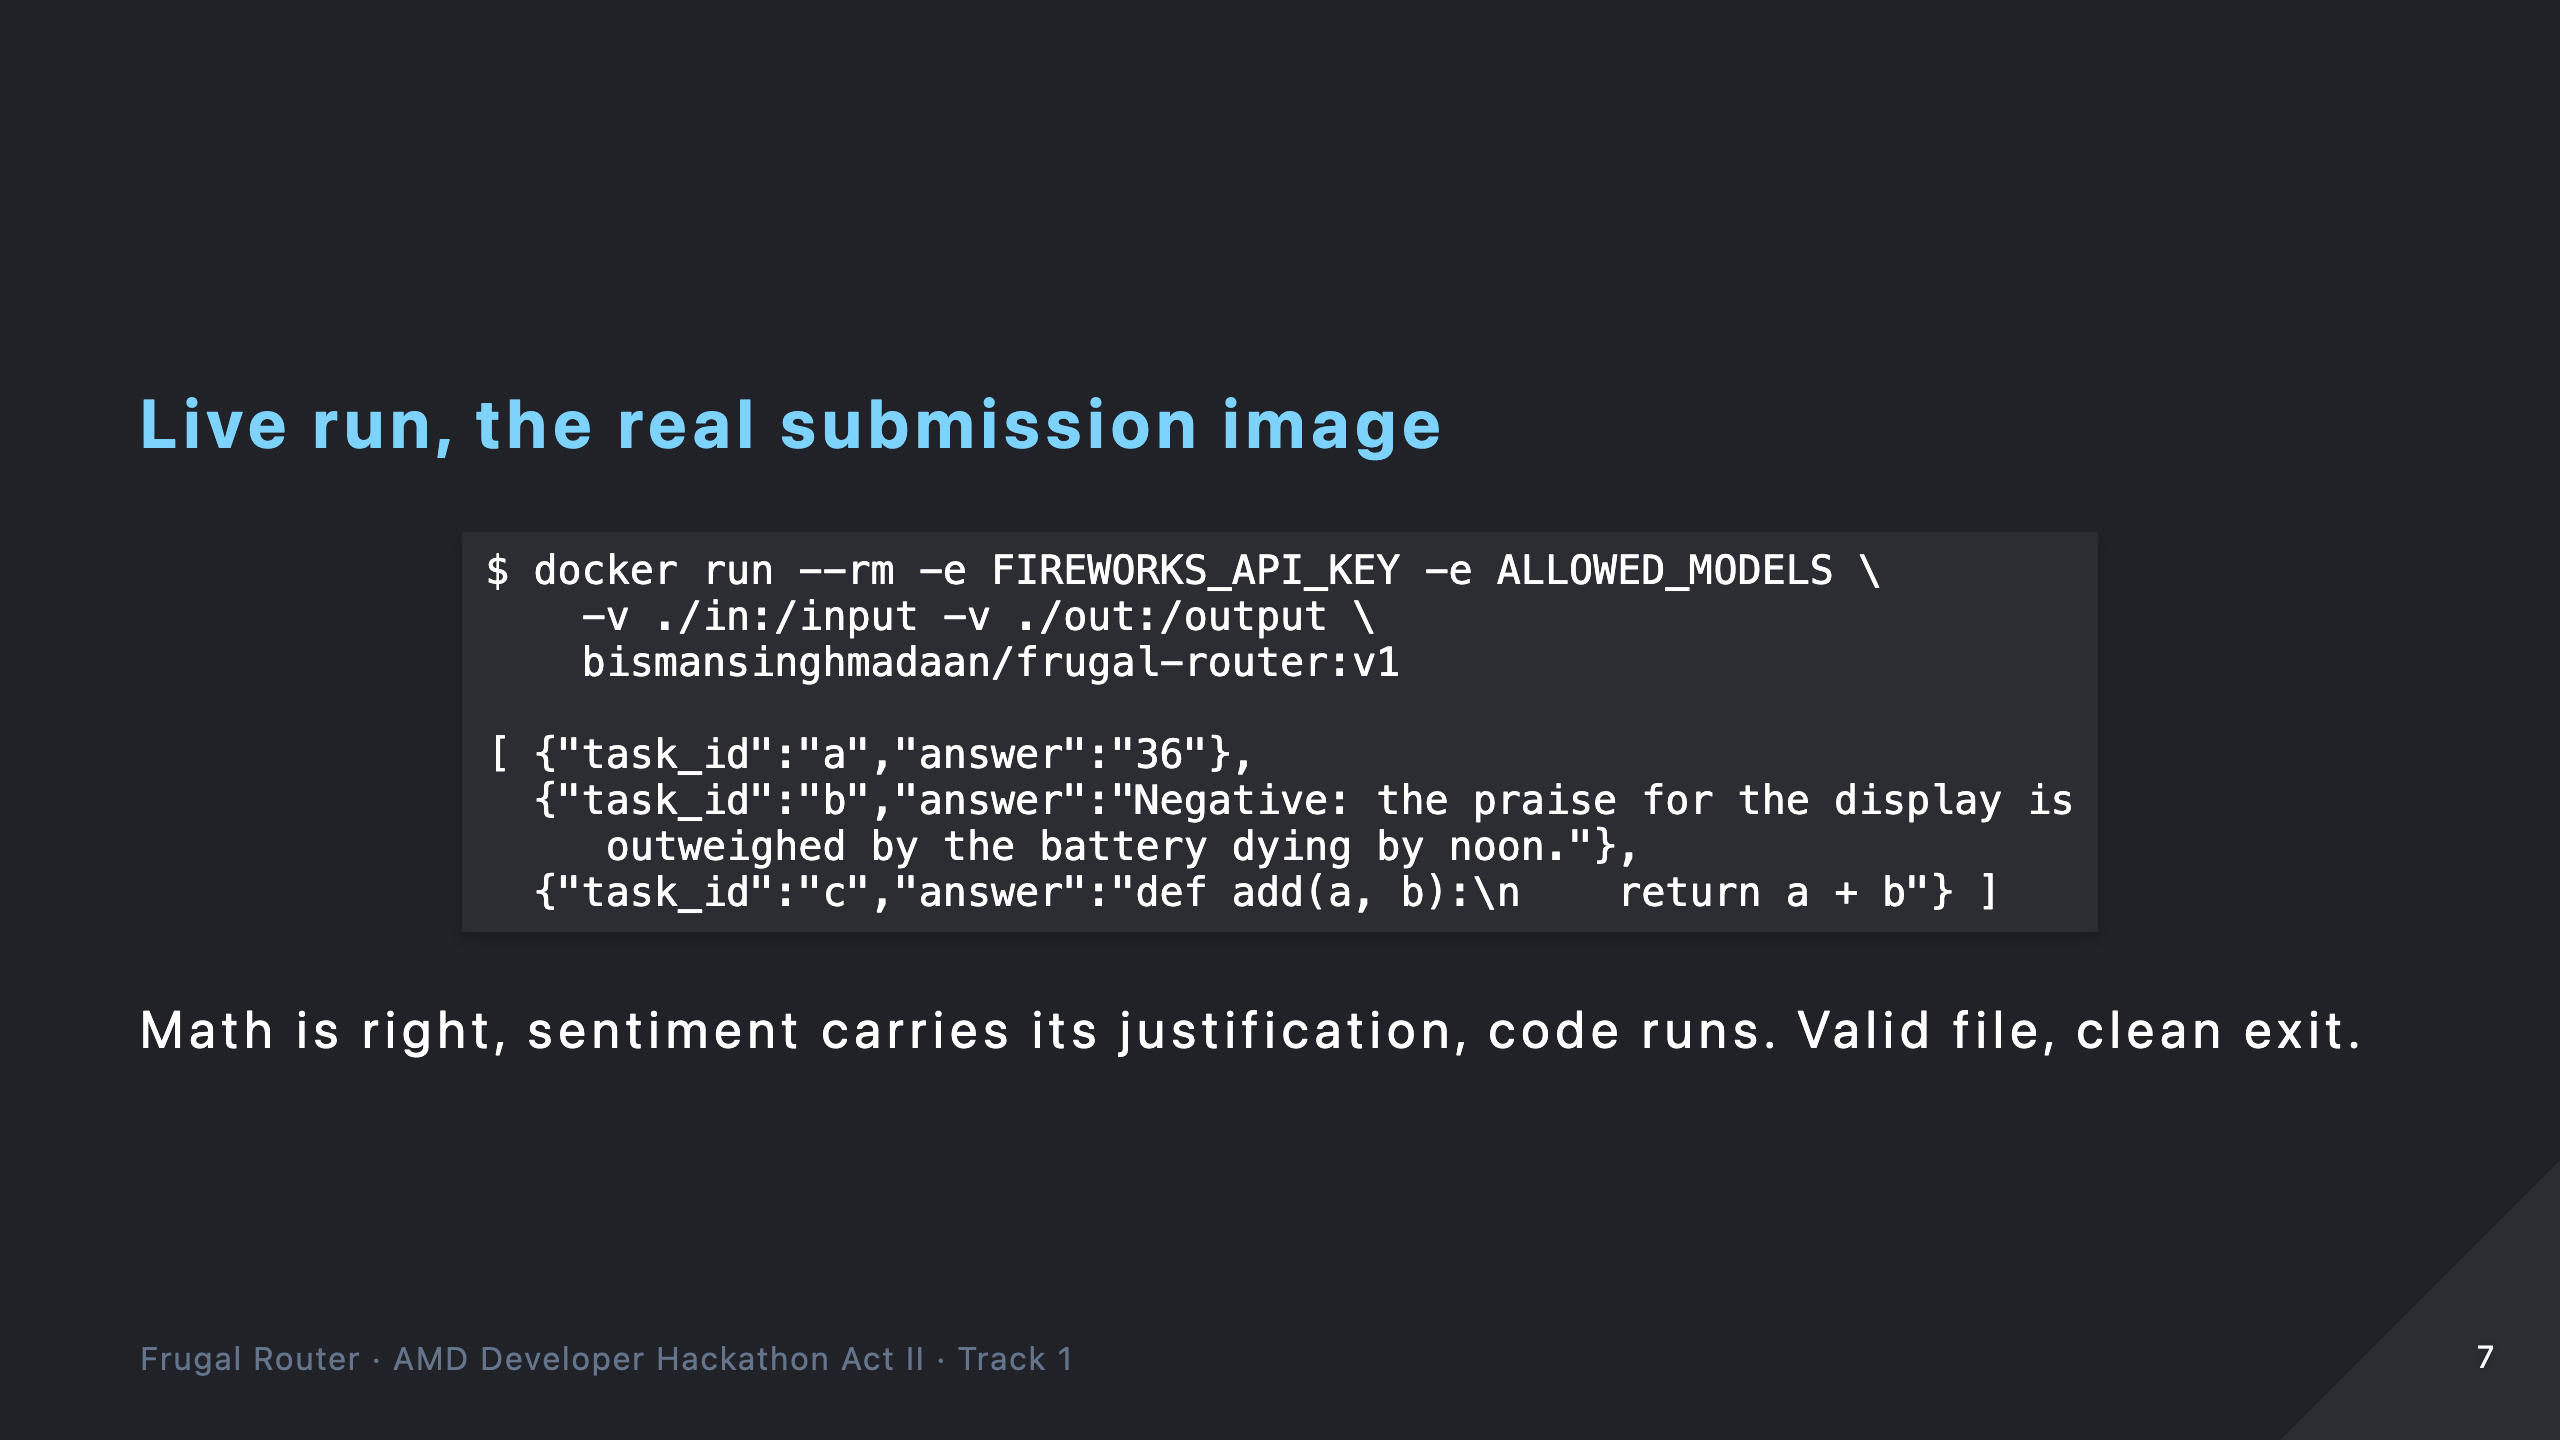 Live run, the real submission image
$ docker run --rm -e FIREWORKS_API_KEY -e ALLOWED_MODELS \
    -v ./in:/input -v ./out:/output \
    bismansinghmadaan/frugal-router:v1
[ {"task_id":"a","answer":"36"},
  {"task_id":"b","answer":"Negative: the praise for the display is
     outweighed by the battery dying by noon."},
  {"task_id":"c","answer":"def add(a, b):\n    return a + b"} ]
Math is right, sentiment carries its justification, code runs. Valid file, clean exit.
Frugal Router · AMD Developer Hackathon Act II · Track 1
7